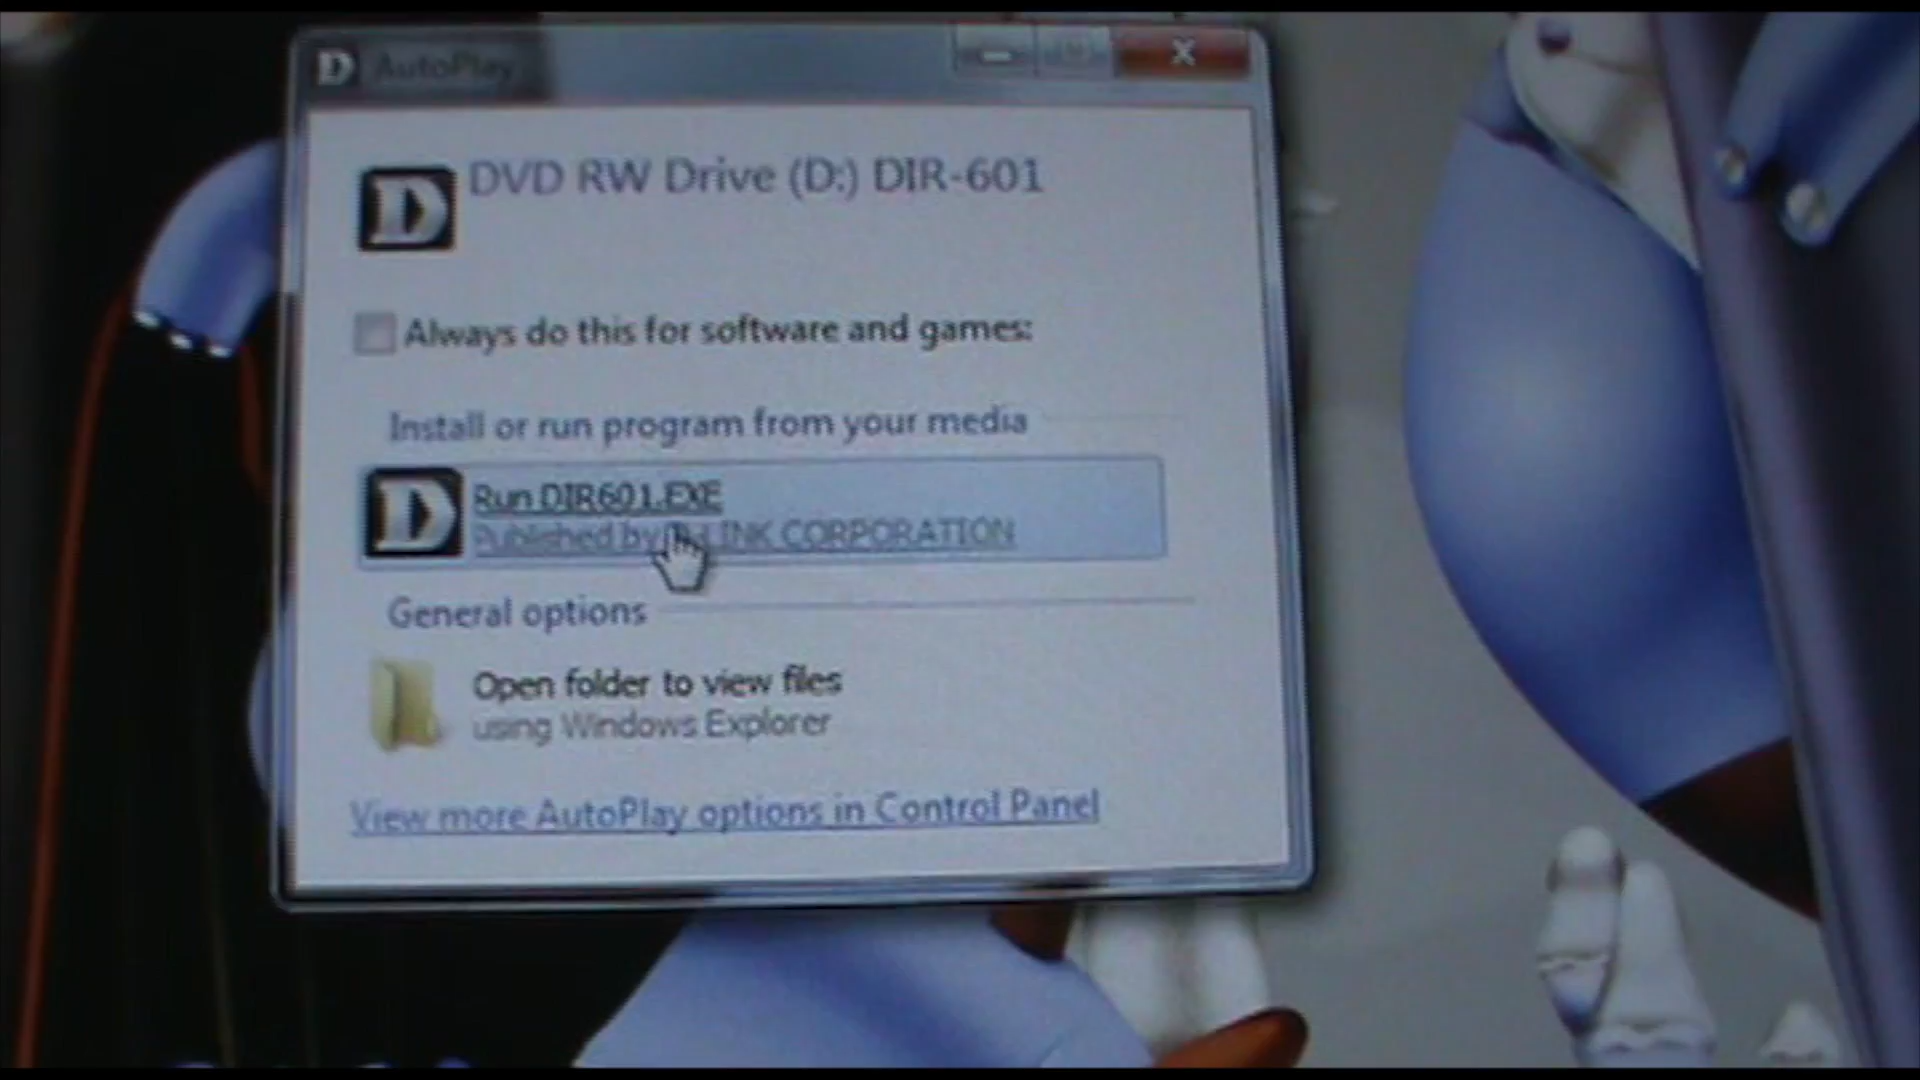 AutoPlay
DVD RW Drive (D:) DIR-601
Always do this for software and games:
Install or run program from your media
Run DIR601.EXE
Published by D-LINK CORPORATION
General options
Open folder to view files
using Windows Explorer
View more AutoPlay options in Control Panel